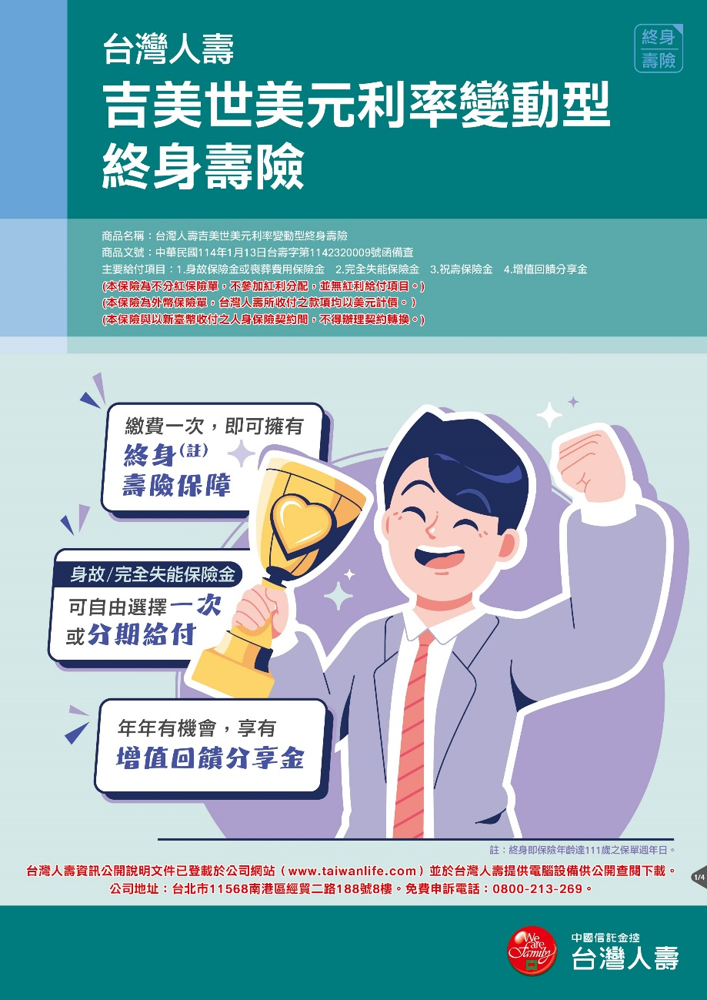 台灣人壽
吉美世美元利率變動型
終身壽險
終身
壽險
商品名稱：台灣人壽吉美世美元利率變動型終身壽險
商品文號：中華民國114年1月13日台壽字第1142320009號函備查
主要給付項目：1.身故保險金或喪葬費用保險金 2.完全失能保險金 3.祝壽保險金 4.增值回饋分享金
(本保險為不分紅保險單，不參加紅利分配，並無紅利給付項目。)
(本保險為外幣保險單，台灣人壽所收付之款項均以美元計價。)
(本保險與以新臺幣收付之人身保險契約間，不得辦理契約轉換。)
繳費一次，即可擁有
終身(註)
壽險保障
身故/完全失能保險金
可自由選擇一次
或分期給付
年年有機會，享有
增值回饋分享金
註：終身即保險年齡達111歲之保單週年日。
台灣人壽資訊公開說明文件已登載於公司網站（www.taiwanlife.com）並於台灣人壽提供電腦設備供公開查閱下載。
公司地址：台北市11568南港區經貿二路188號8樓。免費申訴電話：0800-213-269。
1/4
We are Family
中國信託金控
台灣人壽